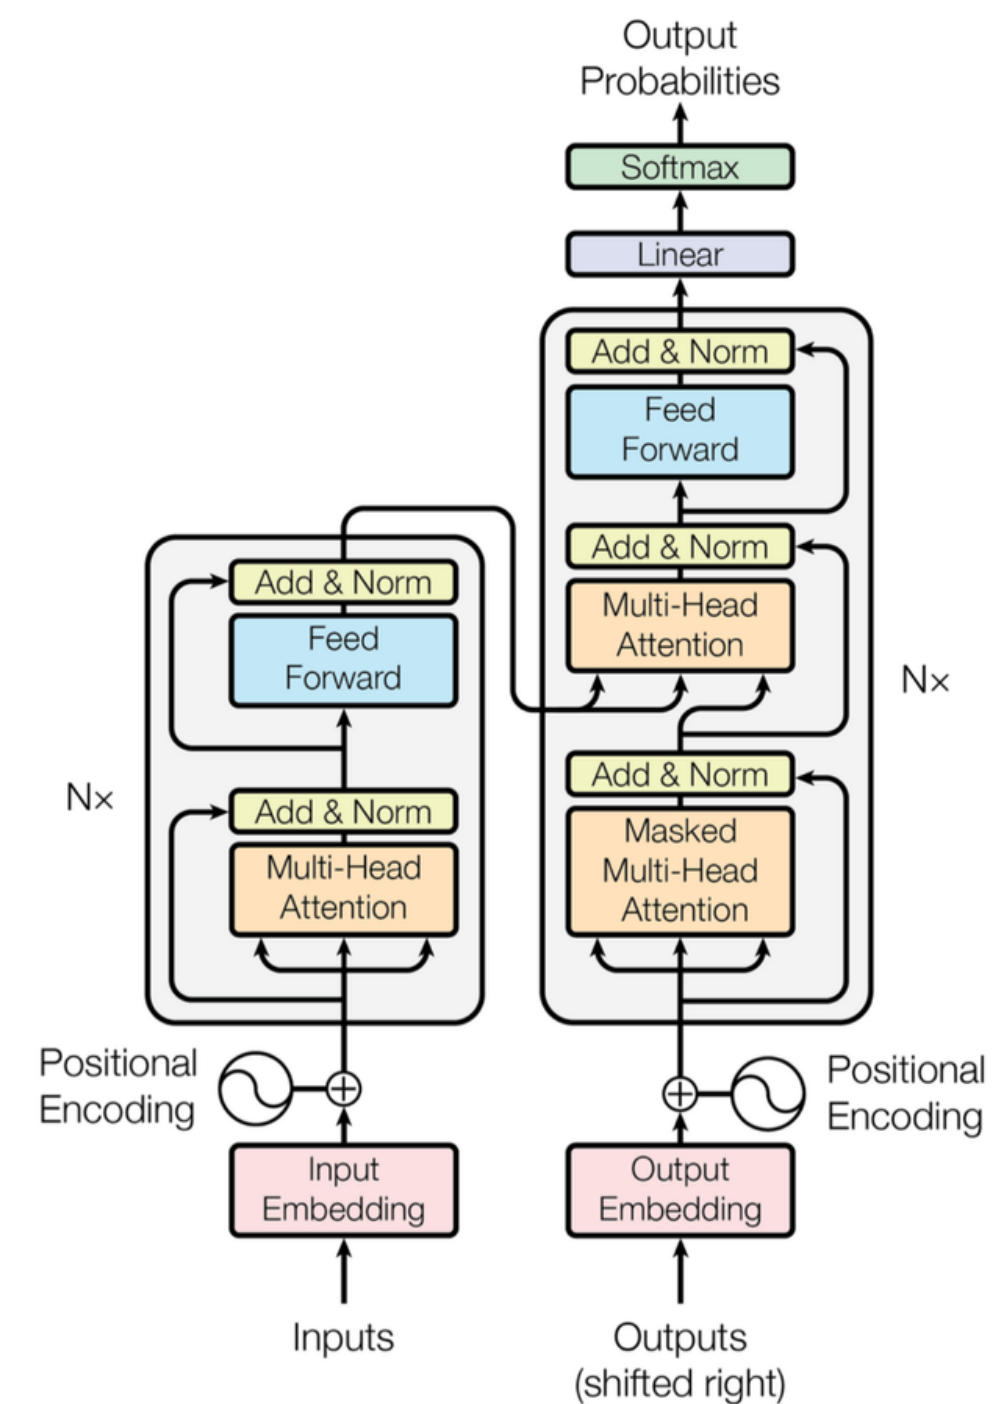 Output
Probabilities
Softmax
Linear
Add & Norm
Feed
Forward
Add & Norm
Multi-Head
Attention
Nx
Add & Norm
Masked
Multi-Head
Attention
Add & Norm
Feed
Forward
Nx
Add & Norm
Multi-Head
Attention
Positional
Encoding
Positional
Encoding
Input
Embedding
Output
Embedding
Inputs
Outputs
(shifted right)